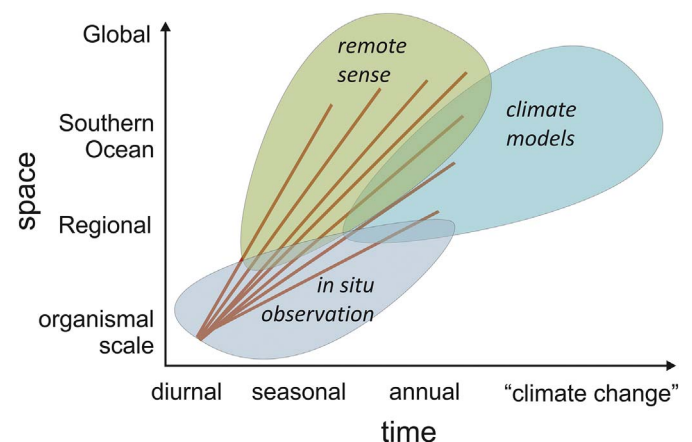 Global
remote
sense
climate
models
Southern
Ocean
space
Regional
in situ
observation
organismal
scale
diurnal
seasonal
annual
“climate change”
time